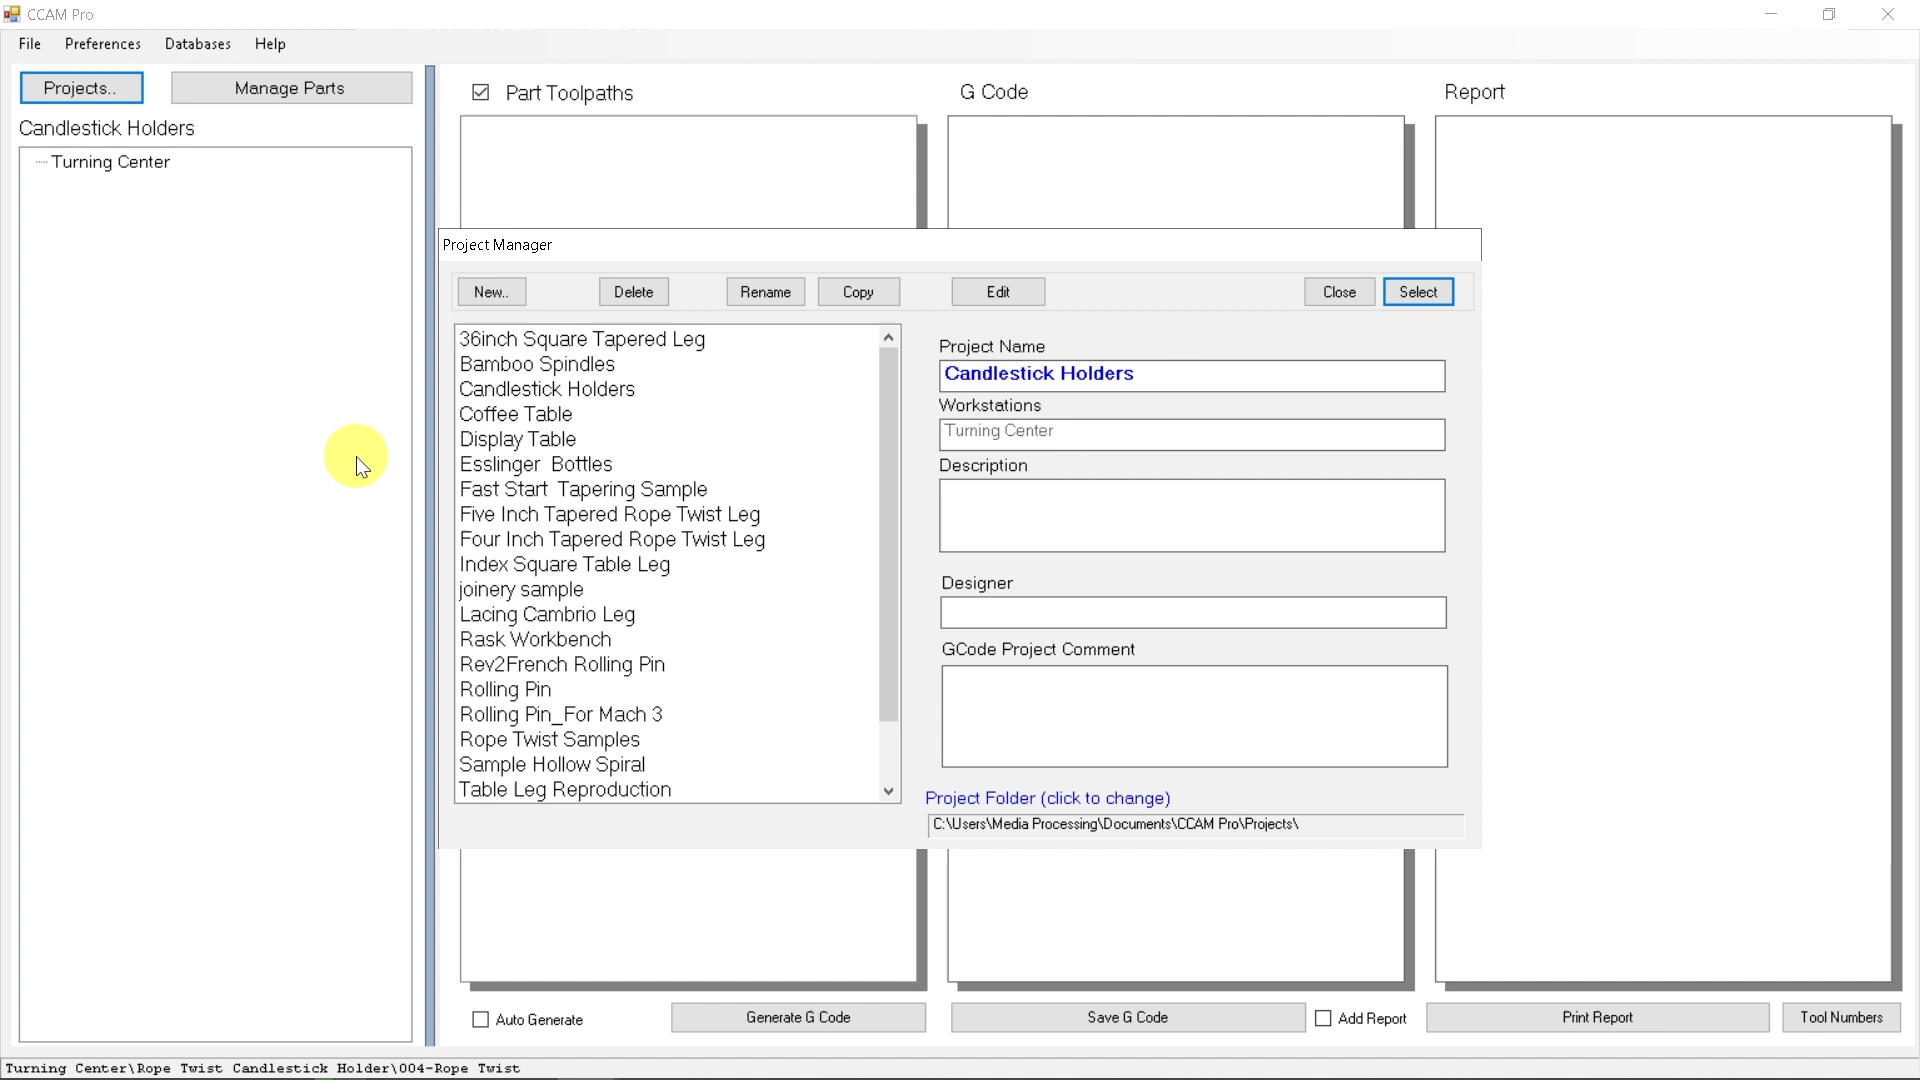 CCAM Pro
File Preferences Databases Help
Projects.. Manage Parts
Candlestick Holders
Turning Center
Part Toolpaths
G Code
Report
Project Manager
New.. Delete Rename Copy Edit Close Select
36inch Square Tapered Leg
Bamboo Spindles
Candlestick Holders
Coffee Table
Display Table
Esslinger  Bottles
Fast Start  Tapering Sample
Five Inch Tapered Rope Twist Leg
Four Inch Tapered Rope Twist Leg
Index Square Table Leg
joinery sample
Lacing Cambrio Leg
Rask Workbench
Rev2French Rolling Pin
Rolling Pin
Rolling Pin_For Mach 3
Rope Twist Samples
Sample Hollow Spiral
Table Leg Reproduction
Project Name
Candlestick Holders
Workstations
Turning Center
Description
Designer
GCode Project Comment
Project Folder (click to change)
C:\Users\Media Processing\Documents\CCAM Pro\Projects\
Auto Generate Generate G Code Save G Code Add Report Print Report Tool Numbers
Turning Center\Rope Twist Candlestick Holder\004-Rope Twist